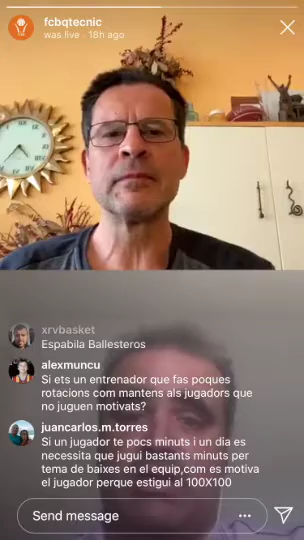 fcbqtecnic
was live · 18h ago
xrvbasket
Espabila Ballesteros
alexmuncu
Si ets un entrenador que fas poques
rotacions com mantens als jugadors que
no juguen motivats?
juancarlos.m.torres
Si un jugador te pocs minuts i un dia es
necessita que jugui bastants minuts per
tema de baixes en el equip,com es motiva
el jugador perque estigui al 100X100
Send message